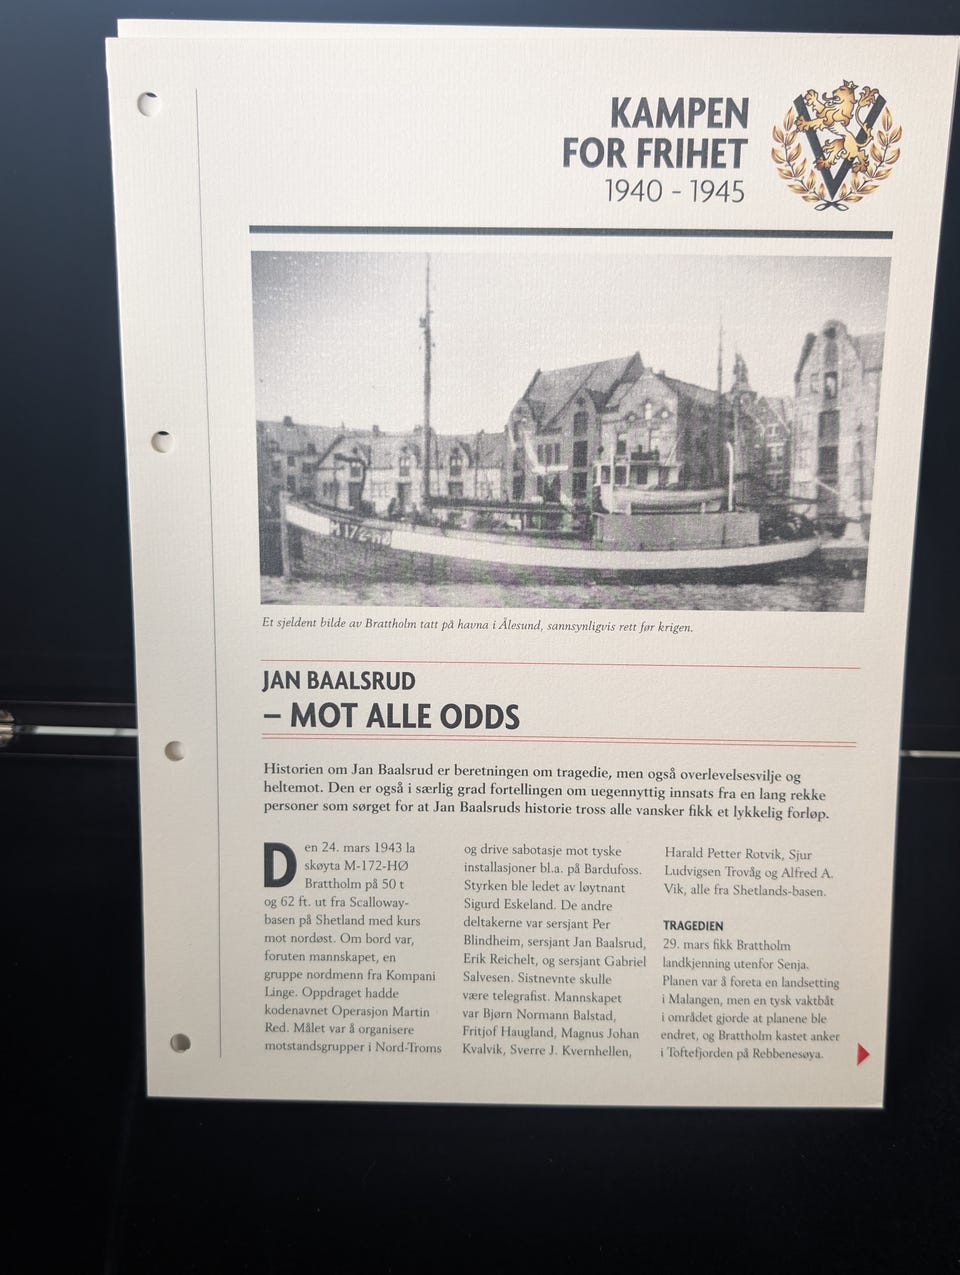 KAMPEN
FOR FRIHET
1940 - 1945
M 172 HØ
Et sjeldent bilde av Brattholm tatt på havna i Ålesund, sannsynligvis rett før krigen.
JAN BAALSRUD
– MOT ALLE ODDS
Historien om Jan Baalsrud er beretningen om tragedie, men også overlevelsesvilje og
heltemot. Den er også i særlig grad fortellingen om uegennyttig innsats fra en lang rekke
personer som sørget for at Jan Baalsruds historie tross alle vansker fikk et lykkelig forløp.
Den 24. mars 1943 la
skøyta M-172-HØ
Brattholm på 50 t
og 62 ft. ut fra Scalloway-
basen på Shetland med kurs
mot nordøst. Om bord var,
foruten mannskapet, en
gruppe nordmenn fra Kompani
Linge. Oppdraget hadde
kodenavnet Operasjon Martin
Red. Målet var å organisere
motstandsgrupper i Nord-Troms
og drive sabotasje mot tyske
installasjoner bl.a. på Bardufoss.
Styrken ble ledet av løytnant
Sigurd Eskeland. De andre
deltakerne var sersjant Per
Blindheim, sersjant Jan Baalsrud,
Erik Reichelt, og sersjant Gabriel
Salvesen. Sistnevnte skulle
være telegrafist. Mannskapet
var Bjørn Normann Balstad,
Fritjof Haugland, Magnus Johan
Kvalvik, Sverre J. Kvernhellen,
Harald Petter Rotvik, Sjur
Ludvigsen Trovåg og Alfred A.
Vik, alle fra Shetlands-basen.
TRAGEDIEN
29. mars fikk Brattholm
landkjenning utenfor Senja.
Planen var å foreta en landsetting
i Malangen, men en tysk vaktbåt
i området gjorde at planene ble
endret, og Brattholm kastet anker
i Toftefjorden på Rebbenesøya.